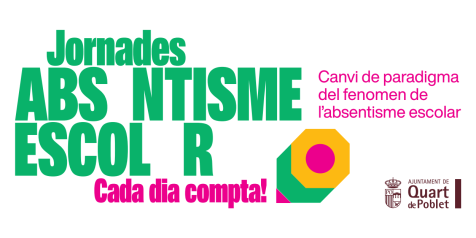 Jornades
ABS NTISME
ESCOL R
Cada dia compta!
Canvi de paradigma
del fenomen de
l'absentisme escolar
AJUNTAMENT DE
Quart
de Poblet